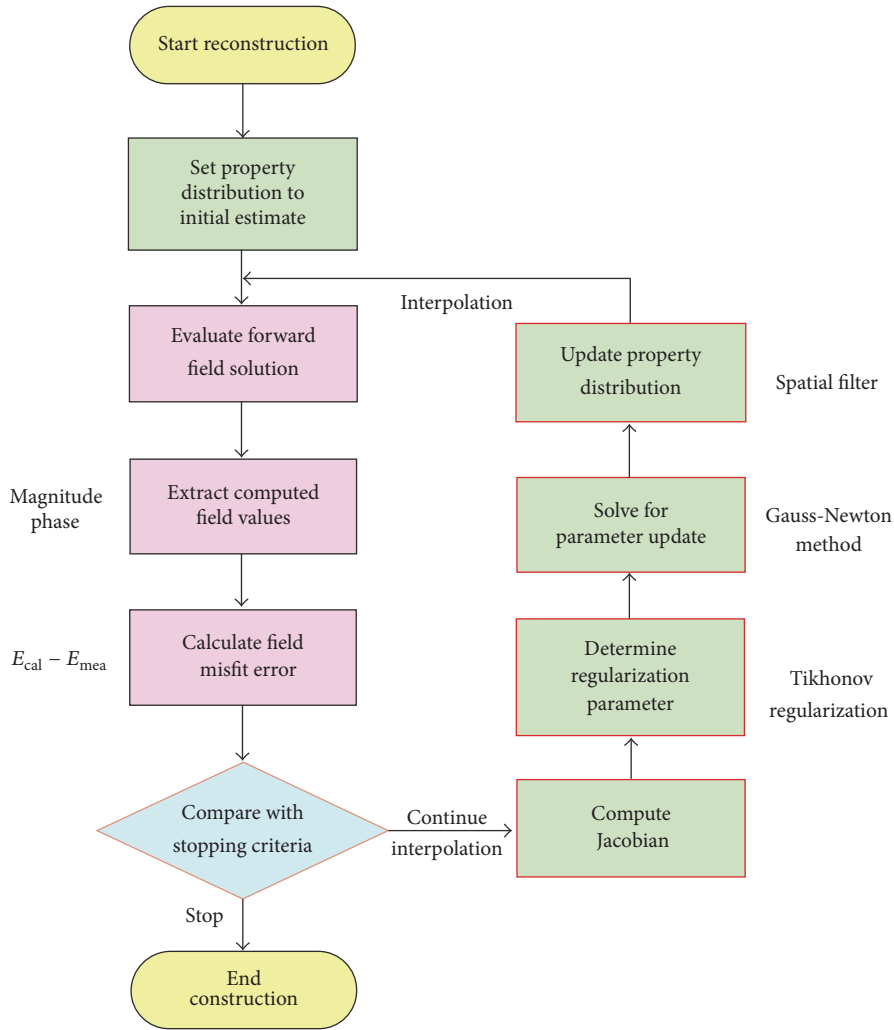 Start reconstruction
Set property
distribution to
initial estimate
Interpolation
Evaluate forward
field solution
Update property
distribution
Spatial filter
Magnitude
phase
Extract computed
field values
Solve for
parameter update
Gauss-Newton
method
E_cal − E_mea
Calculate field
misfit error
Determine
regularization
parameter
Tikhonov
regularization
Compare with
stopping criteria
Continue
interpolation
Compute
Jacobian
Stop
End
construction